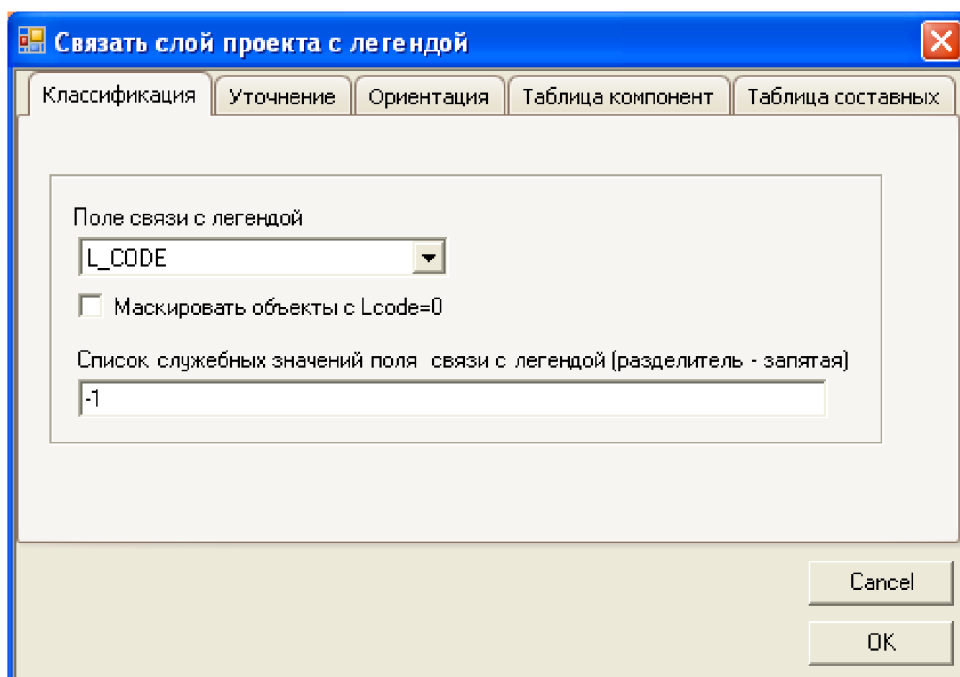 Связать слой проекта с легендой
Классификация Уточнение Ориентация Таблица компонент Таблица составных
Поле связи с легендой
L_CODE
Маскировать объекты с Lcode=0
Список служебных значений поля связи с легендой (разделитель - запятая)
-1
Cancel
OK